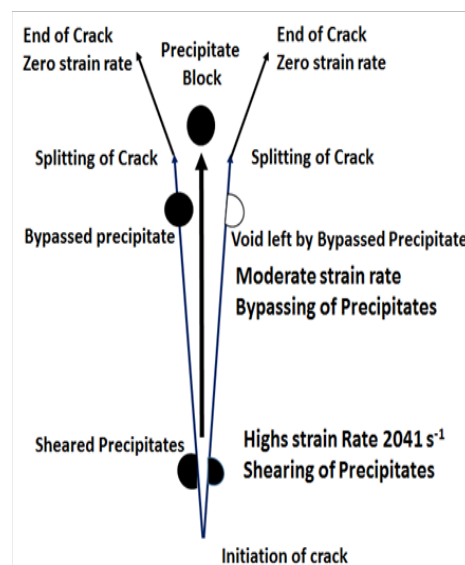 End of Crack
Zero strain rate
Precipitate
Block
End of Crack
Zero strain rate
Splitting of Crack
Splitting of Crack
Bypassed precipitate
Void left by Bypassed Precipitate
Moderate strain rate
Bypassing of Precipitates
Sheared Precipitates
Highs strain Rate 2041 s⁻¹
Shearing of Precipitates
Initiation of crack